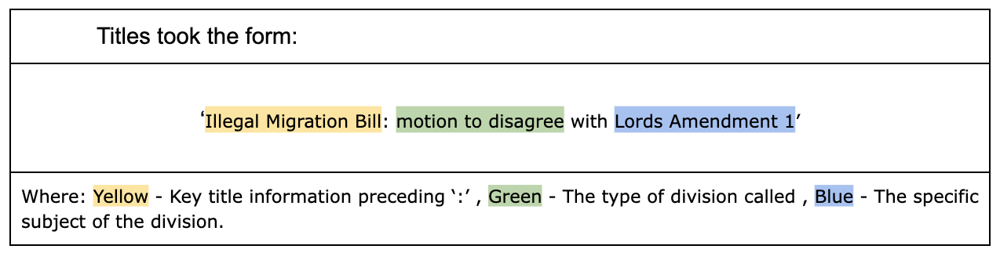 Titles took the form:
‘Illegal Migration Bill: motion to disagree with Lords Amendment 1’
Where: Yellow - Key title information preceding ‘:’ , Green - The type of division called , Blue - The specific
subject of the division.